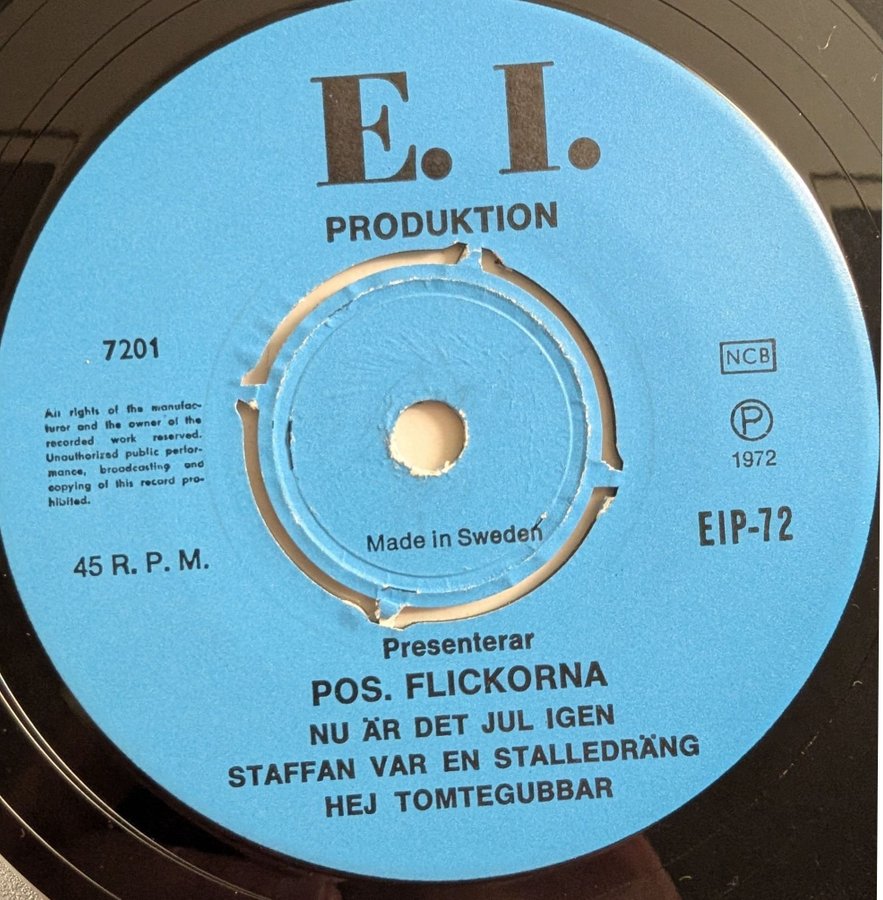 E. I.
PRODUKTION
7201
All rights of the manufac-
turor and the owner of the
recorded work reserved.
Unauthorized public perfor-
mance, broadcasting and
copying of this record pro-
hibited.
45 R. P. M.
NCB
P
1972
EIP-72
Made in Sweden
Presenterar
POS. FLICKORNA
NU ÄR DET JUL IGEN
STAFFAN VAR EN STALLEDRÄNG
HEJ TOMTEGUBBAR